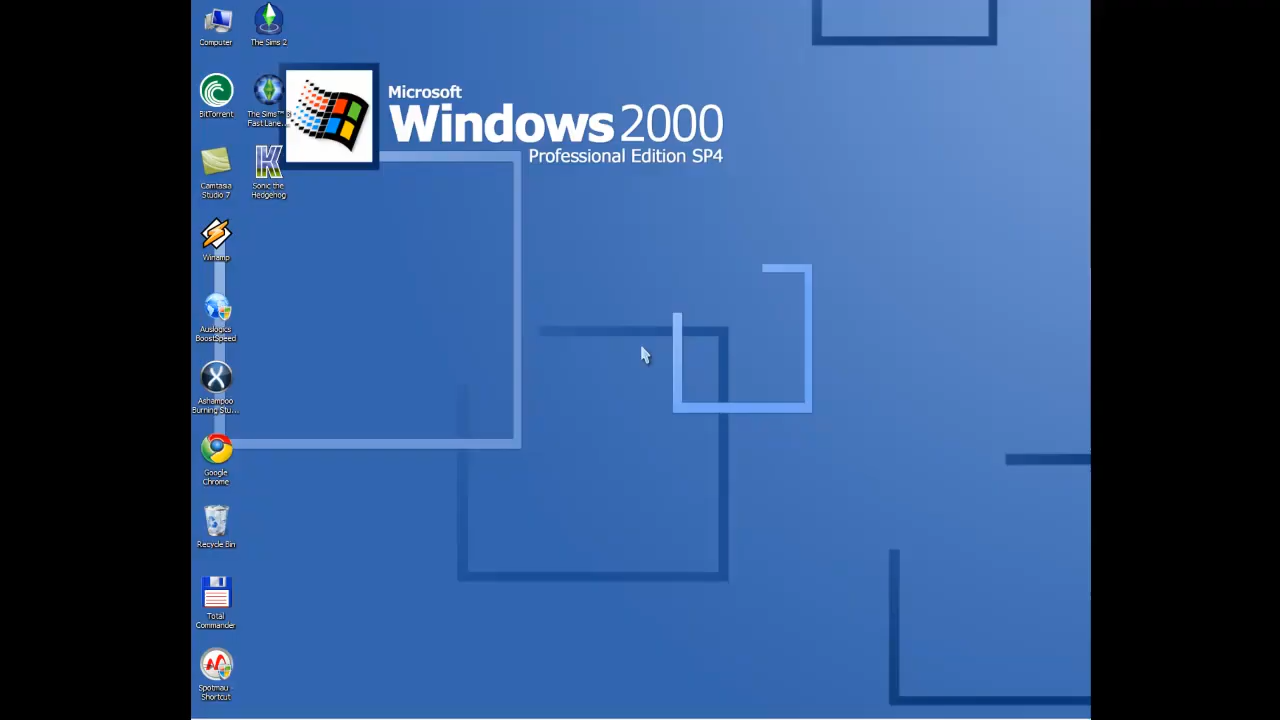 Computer
The Sims 2
BitTorrent
The Sims™ 3
Fast Lane...
Microsoft
Windows 2000
Professional Edition SP4
Camtasia
Studio 7
Sonic the
Hedgehog
Winamp
Auslogics
BoostSpeed
Ashampoo
Burning Stu...
Google
Chrome
Recycle Bin
Total
Commander
Spotmau
Shortcut